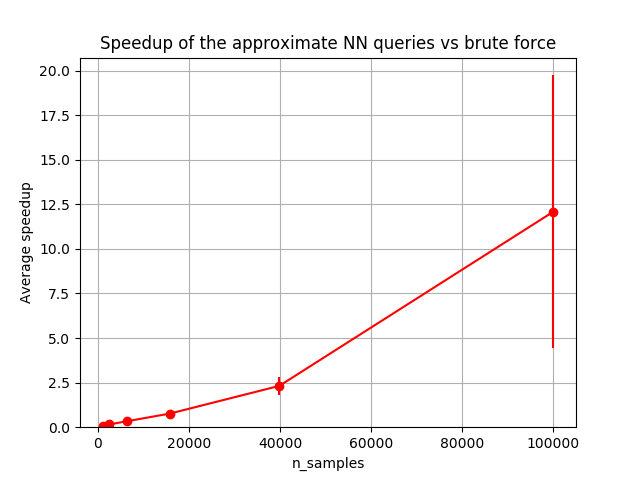 Speedup of the approximate NN queries vs brute force
20.0
17.5
15.0
12.5
10.0
7.5
5.0
2.5
0.0
Average speedup
0 20000 40000 60000 80000 100000
n_samples